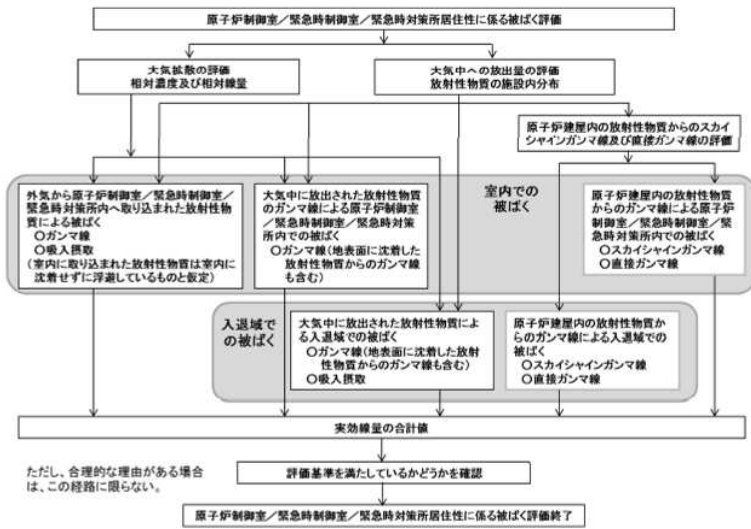 原子炉制御室／緊急時制御室／緊急時対策所居住性に係る被ばく評価
大気拡散の評価
相対濃度及び相対線量
大気中への放出量の評価
放射性物質の施設内分布
原子炉建屋内の放射性物質からのスカイ
シャインガンマ線及び直接ガンマ線の評価
室内での
被ばく
外気から原子炉制御室／緊急時制御室／
緊急時対策所内へ取り込まれた放射性物
質による被ばく
○ガンマ線
○吸入摂取
(室内に取り込まれた放射性物質は室内に
沈着せずに浮遊しているものと仮定)
大気中に放出された放射性物質
のガンマ線による原子炉制御室
／緊急時制御室／緊急時対策
所内での被ばく
○ガンマ線(地表面に沈着した
放射性物質からのガンマ線
も含む)
原子炉建屋内の放射性物質
からのガンマ線による原子炉
制御室／緊急時制御室／緊
急時対策所内での被ばく
○スカイシャインガンマ線
○直接ガンマ線
入退域で
の被ばく
大気中に放出された放射性物質によ
る入退域での被ばく
○ガンマ線(地表面に沈着した放射
性物質からのガンマ線も含む)
○吸入摂取
原子炉建屋内の放射性物質か
らのガンマ線による入退域での
被ばく
○スカイシャインガンマ線
○直接ガンマ線
実効線量の合計値
ただし、合理的な理由がある場合
は、この経路に限らない。
評価基準を満たしているかどうかを確認
原子炉制御室／緊急時制御室／緊急時対策所居住性に係る被ばく評価終了